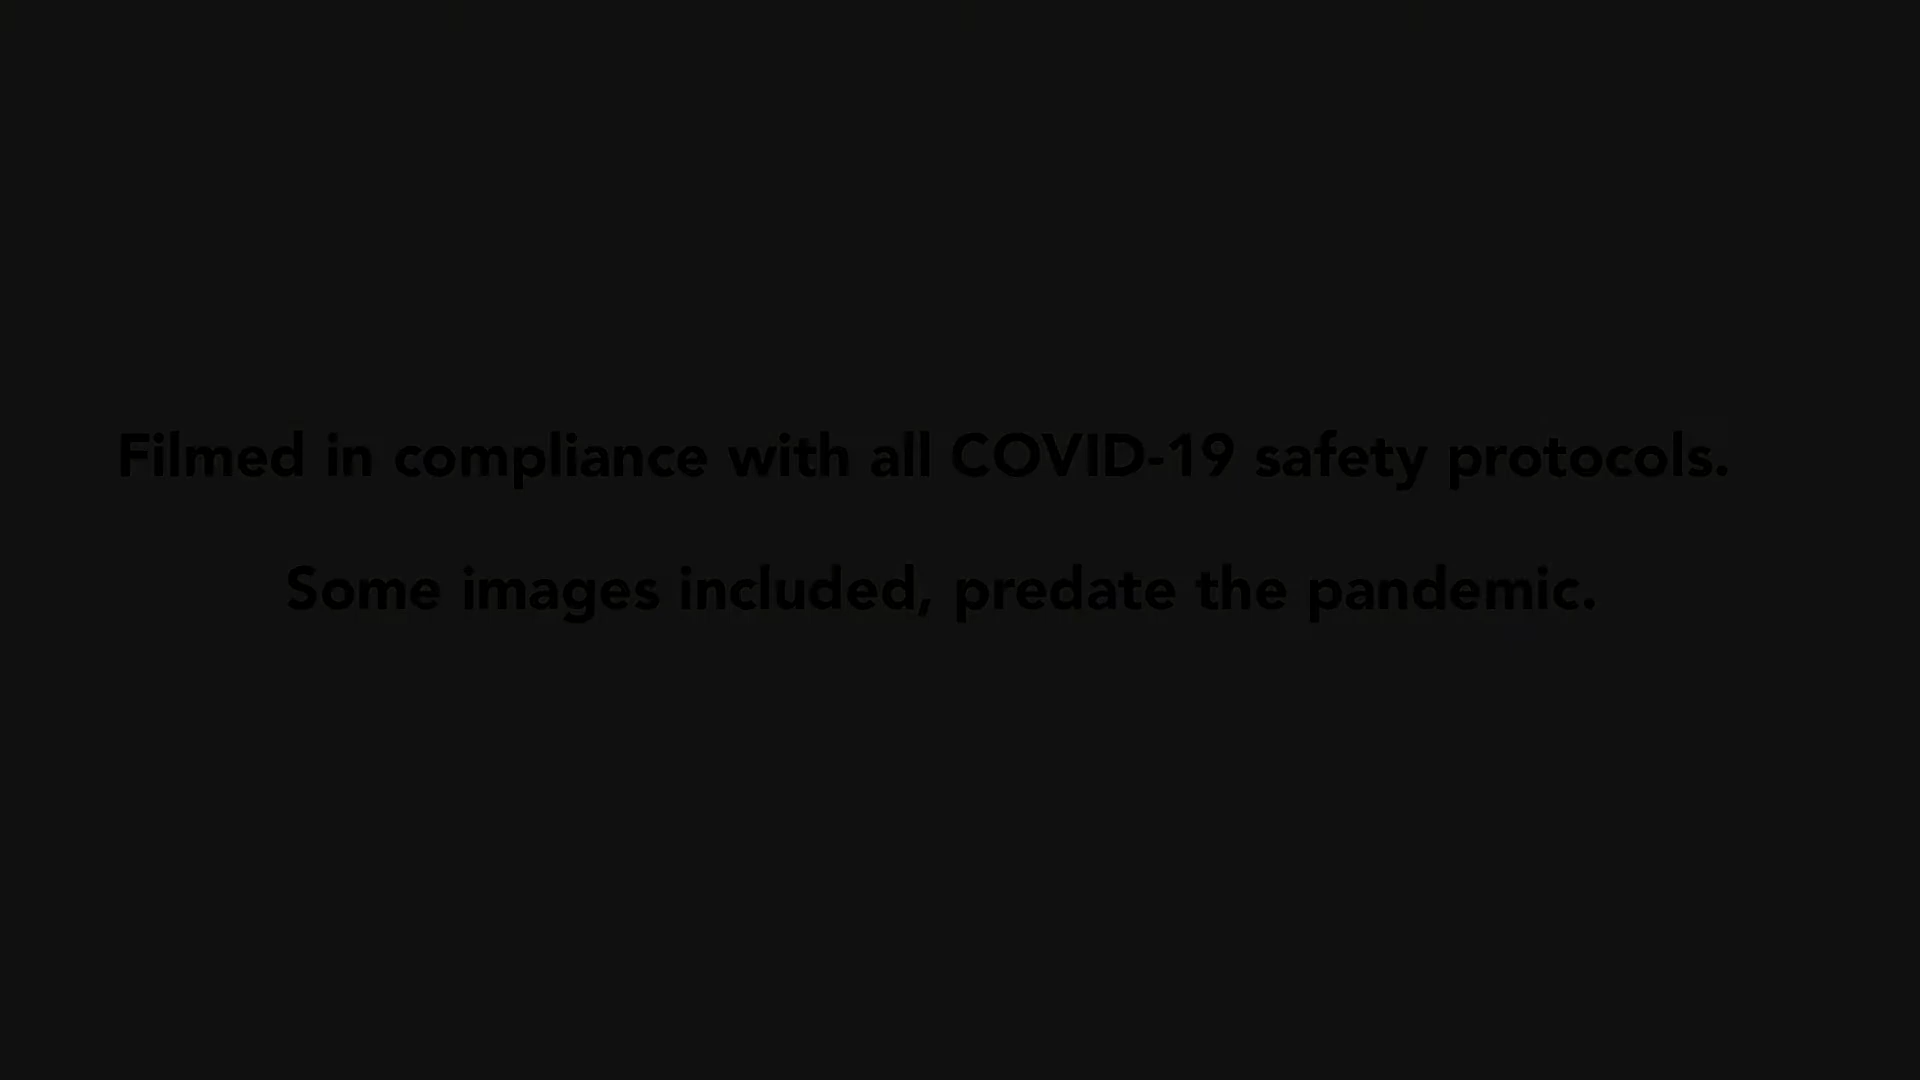 Filmed in compliance with all COVID-19 safety protocols.
Some images included, predate the pandemic.